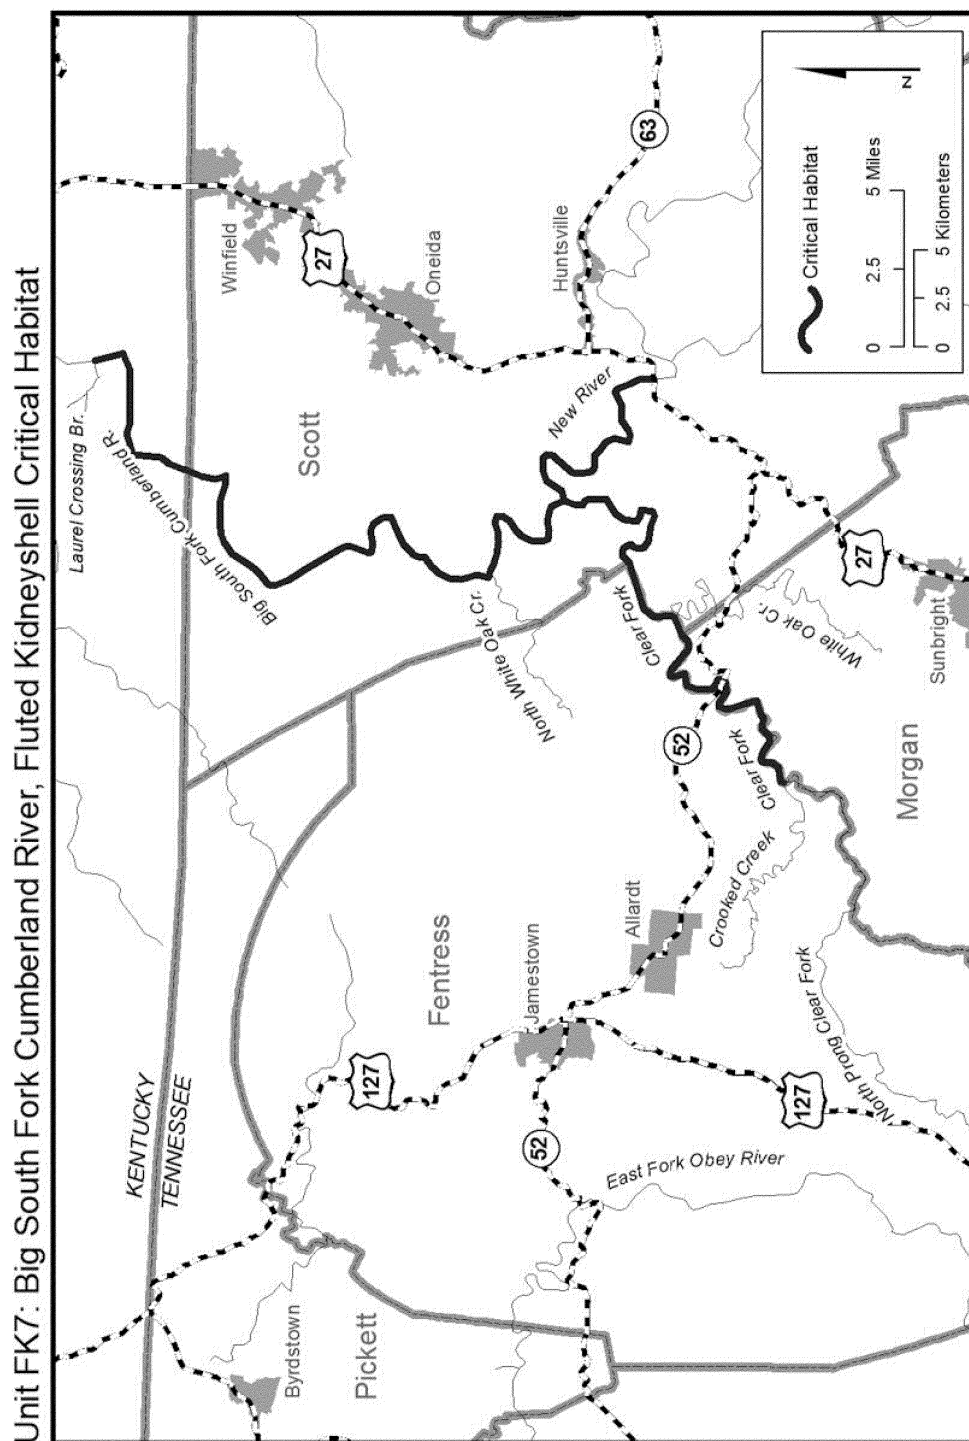 Unit FK7: Big South Fork Cumberland River, Fluted Kidneyshell Critical Habitat
KENTUCKY
TENNESSEE
Laurel Crossing Br.
Big South Fork Cumberland R.
Winfield
27
Scott
Oneida
Byrdstown
Pickett
127
Fentress
Jamestown
North White Oak Cr.
New River
Huntsville
63
52
East Fork Obey River
Allardt
Clear Fork
52
Crooked Creek
Clear Fork
White Oak Cr.
127
North Prong Clear Fork
Morgan
Sunbright
27
Critical Habitat
0 2.5 5 Miles
0 2.5 5 Kilometers
N